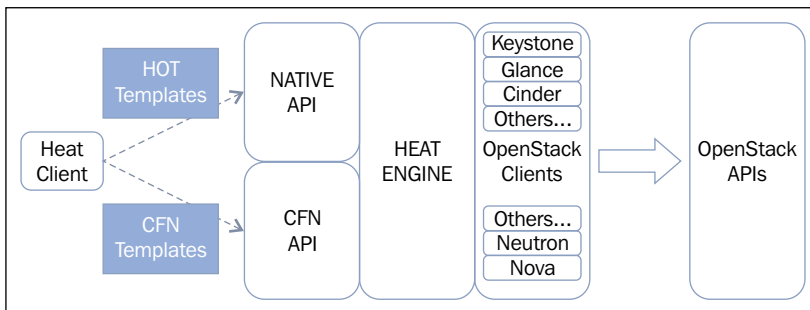 HOT
Templates
Heat
Client
CFN
Templates
NATIVE
API
CFN
API
HEAT
ENGINE
Keystone
Glance
Cinder
Others...
OpenStack
Clients
Others...
Neutron
Nova
OpenStack
APIs